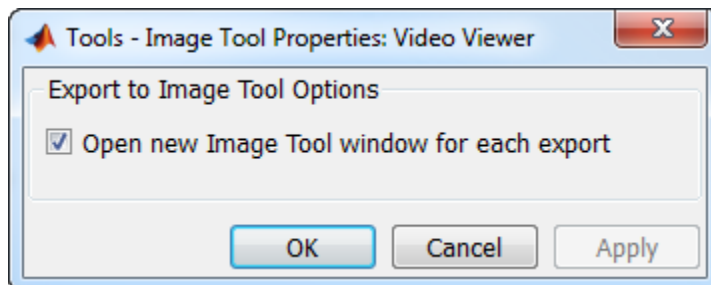 Tools - Image Tool Properties: Video Viewer
Export to Image Tool Options
Open new Image Tool window for each export
OK Cancel Apply